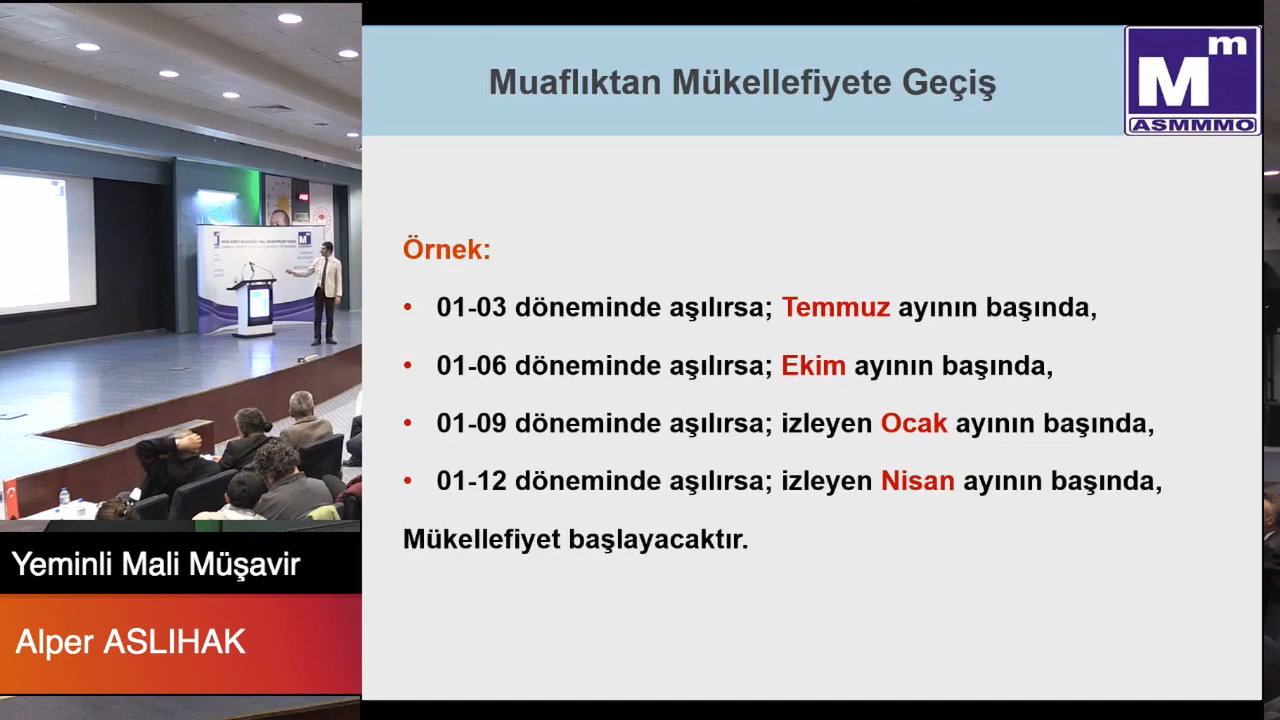 Muaflıktan Mükellefiyete Geçiş
m
M
ASMMMO
Örnek:
• 01-03 döneminde aşılırsa; Temmuz ayının başında,
• 01-06 döneminde aşılırsa; Ekim ayının başında,
• 01-09 döneminde aşılırsa; izleyen Ocak ayının başında,
• 01-12 döneminde aşılırsa; izleyen Nisan ayının başında,
Mükellefiyet başlayacaktır.
Yeminli Mali Müşavir
Alper ASLIHAK